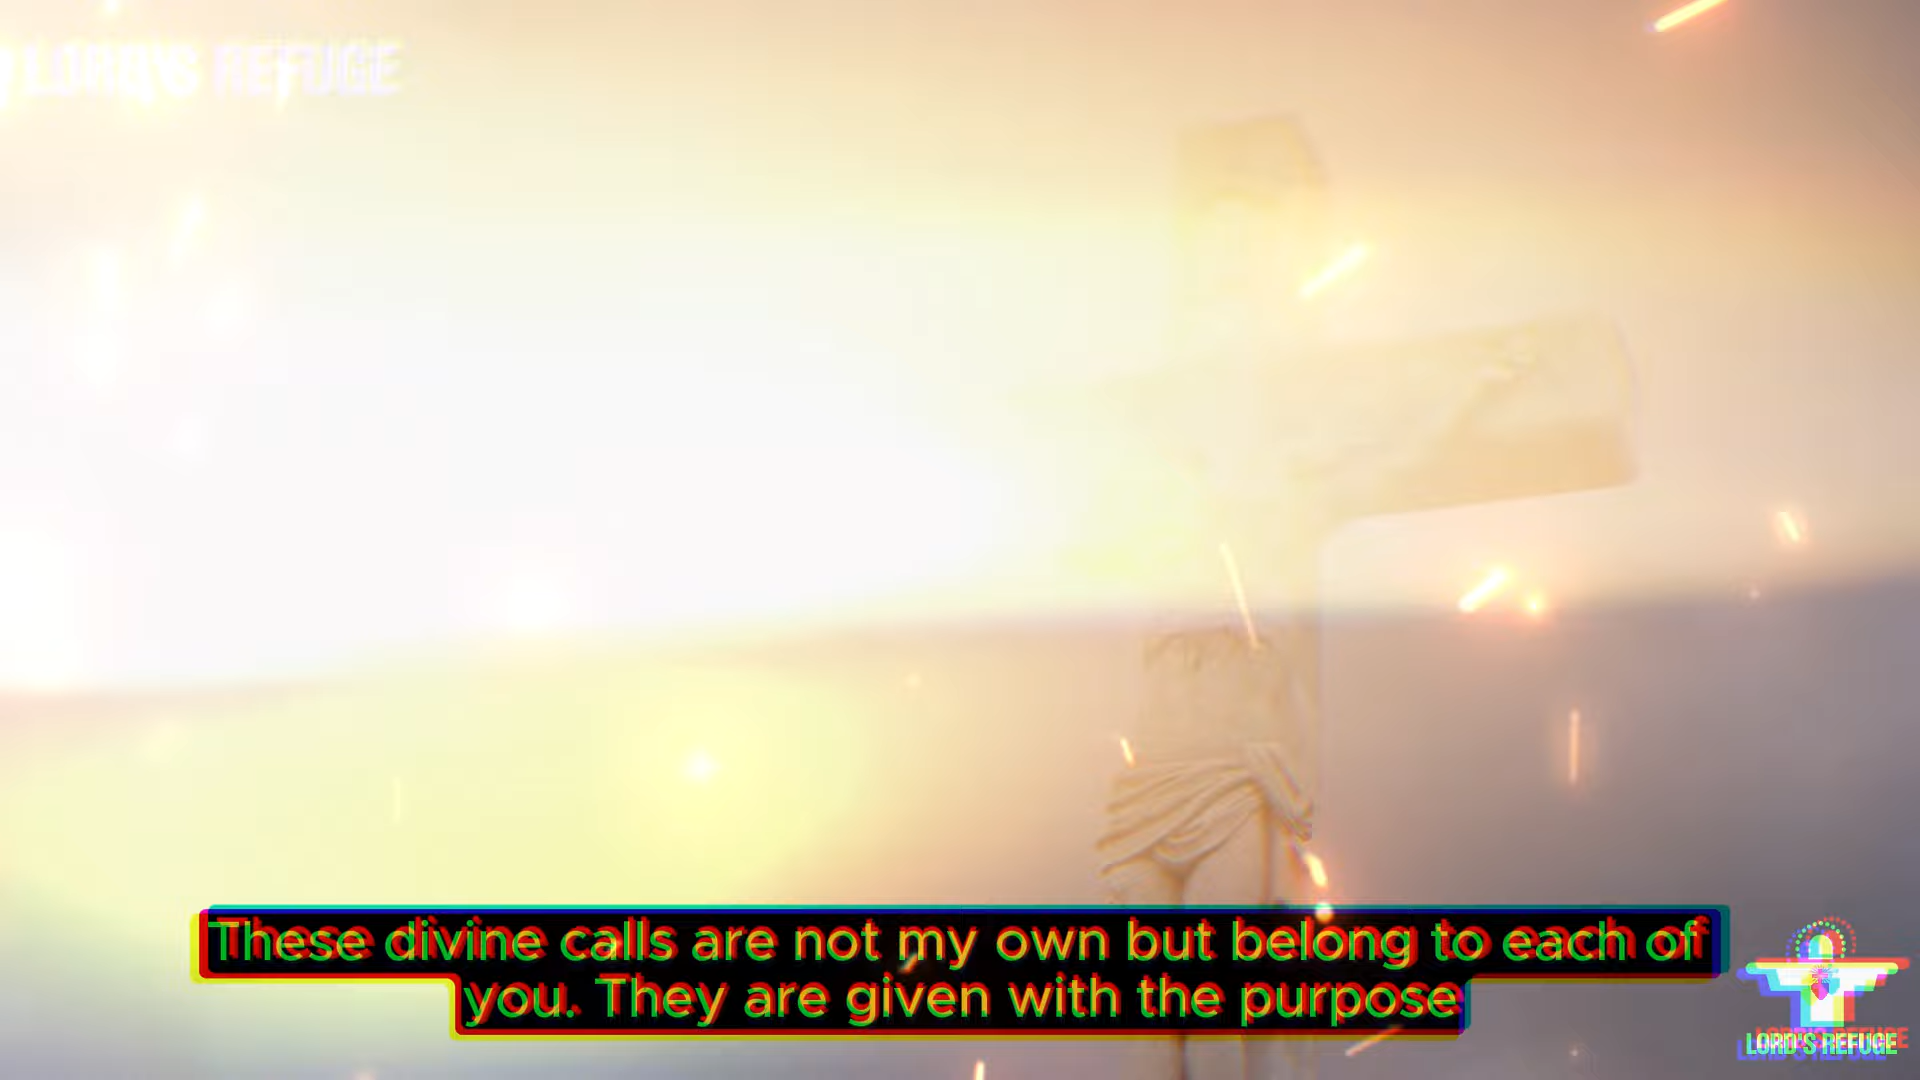 LORD'S REFUGE
These divine calls are not my own but belong to each of
you. They are given with the purpose
LORD'S REFUGE